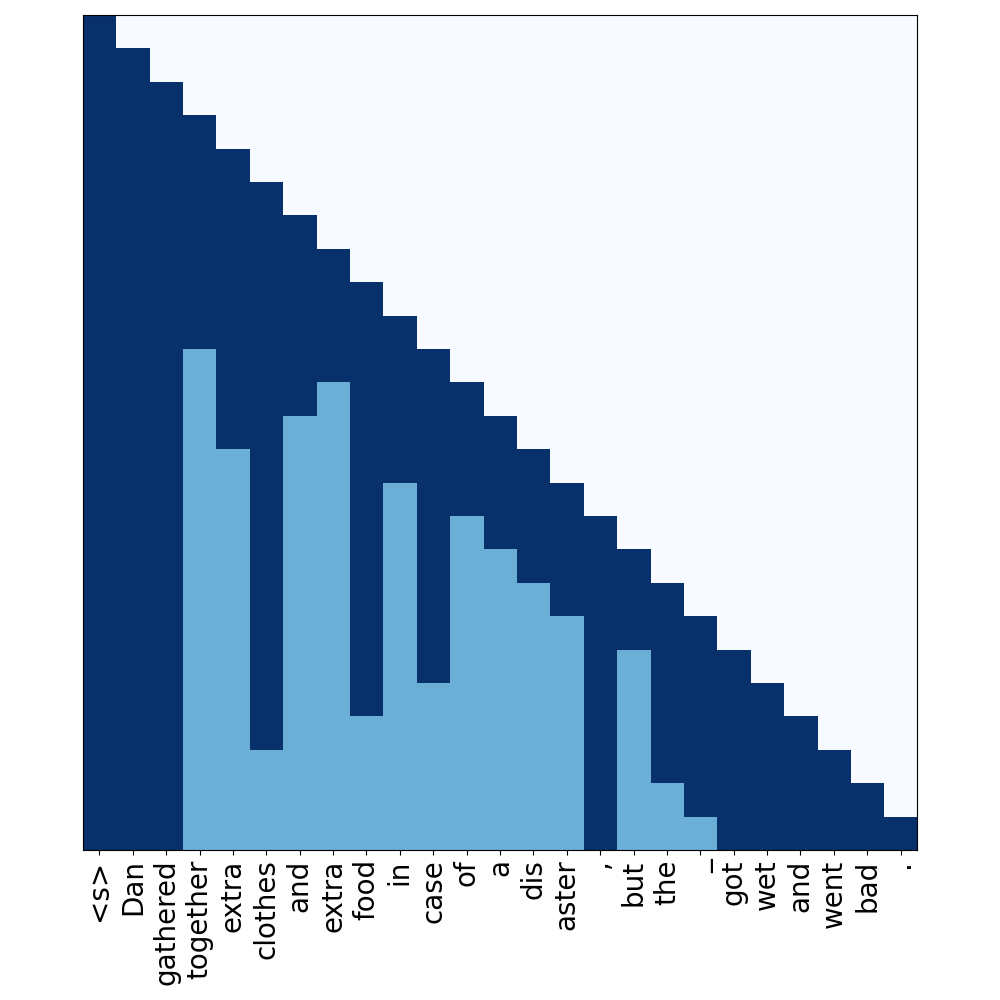 <s> Dan gathered together extra clothes and extra food in case of a dis aster , but the _ got wet and went bad .